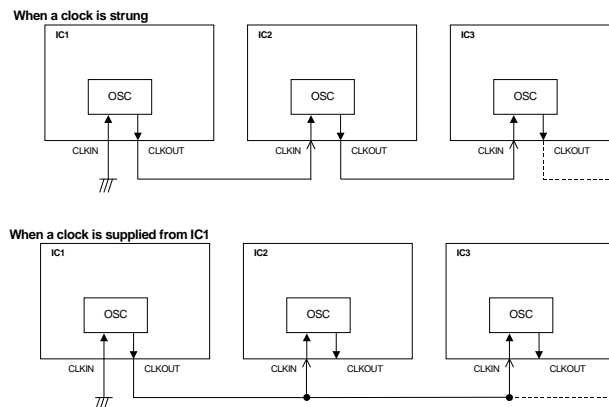 When a clock is strung
IC1 IC2 IC3
OSC OSC OSC
CLKIN CLKOUT CLKIN CLKOUT CLKIN CLKOUT
When a clock is supplied from IC1
IC1 IC2 IC3
OSC OSC OSC
CLKIN CLKOUT CLKIN CLKOUT CLKIN CLKOUT